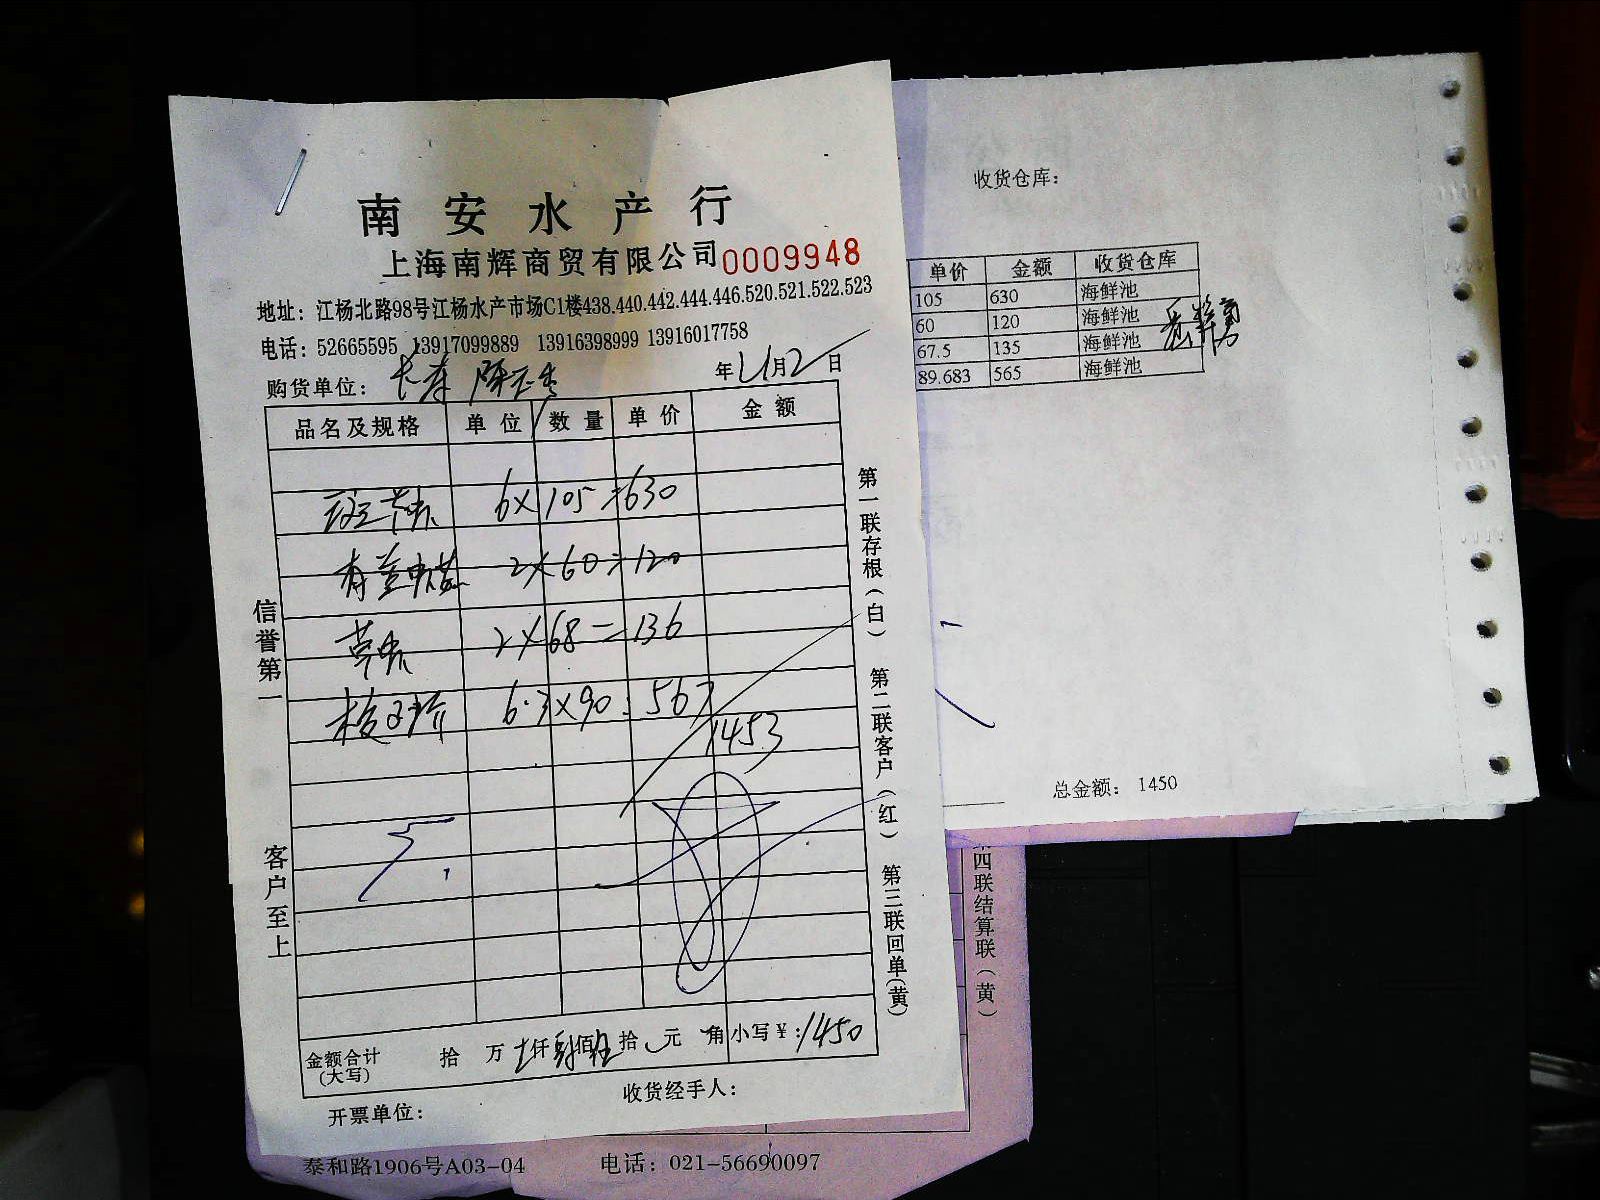 南安水产行
上海南辉商贸有限公司 0009948
地址：江杨北路98号江杨水产市场C1楼438.440.442.444.446.520.521.522.523
电话：52665595 13917099889 13916398999 13916017758
购货单位： 年 月 日
品名及规格 单位 数量 单价 金额
6×105=630
2×60=120
2×68=136
6.3×90=567
1453
金额合计(大写) 拾 万 仟 佰 拾 元 角 小写￥:1450
开票单位： 收货经手人：
信誉第一
客户至上
第一联存根(白) 第二联客户(红) 第三联回单(黄)
收货仓库：
单价 金额 收货仓库
105 630 海鲜池
60 120 海鲜池
67.5 135 海鲜池
89.683 565 海鲜池
总金额： 1450
四联结算联(黄)
泰和路1906号A03-04 电话：021-56690097